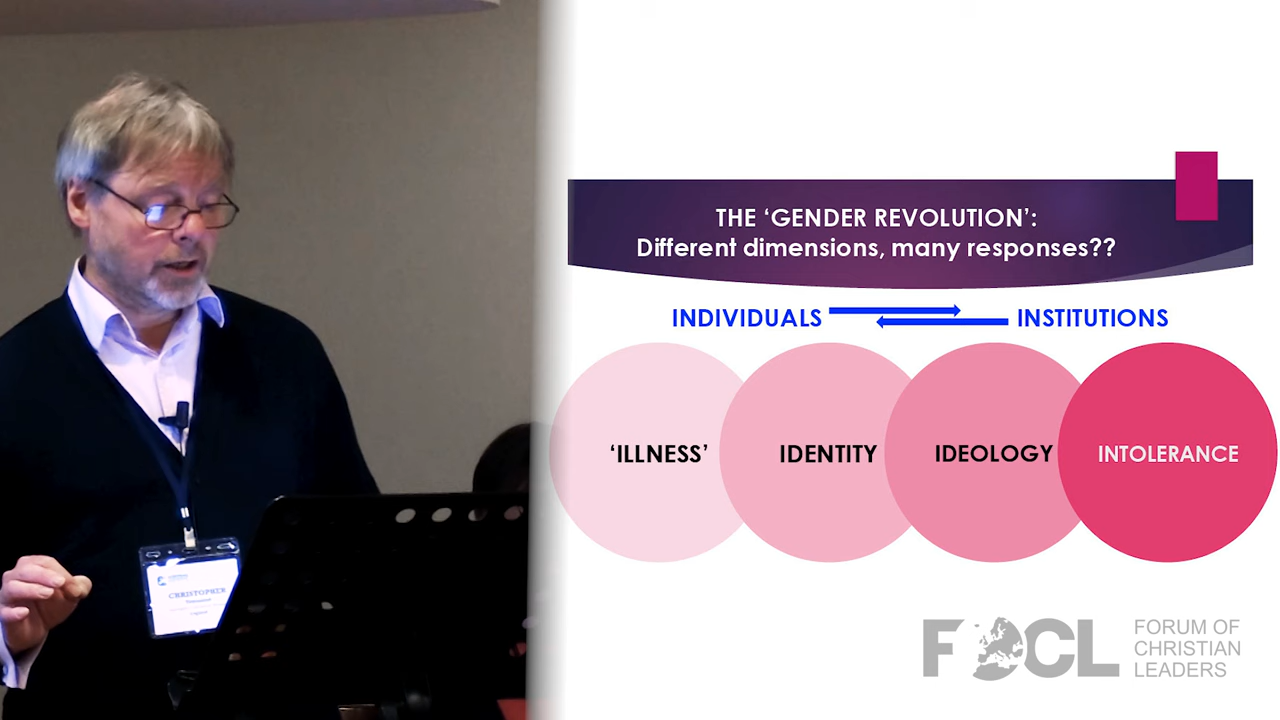 CHRISTOPHER
THE ‘GENDER REVOLUTION’:
Different dimensions, many responses??
INDIVIDUALS
INSTITUTIONS
‘ILLNESS’
IDENTITY
IDEOLOGY
INTOLERANCE
FOCL
FORUM OF
CHRISTIAN
LEADERS